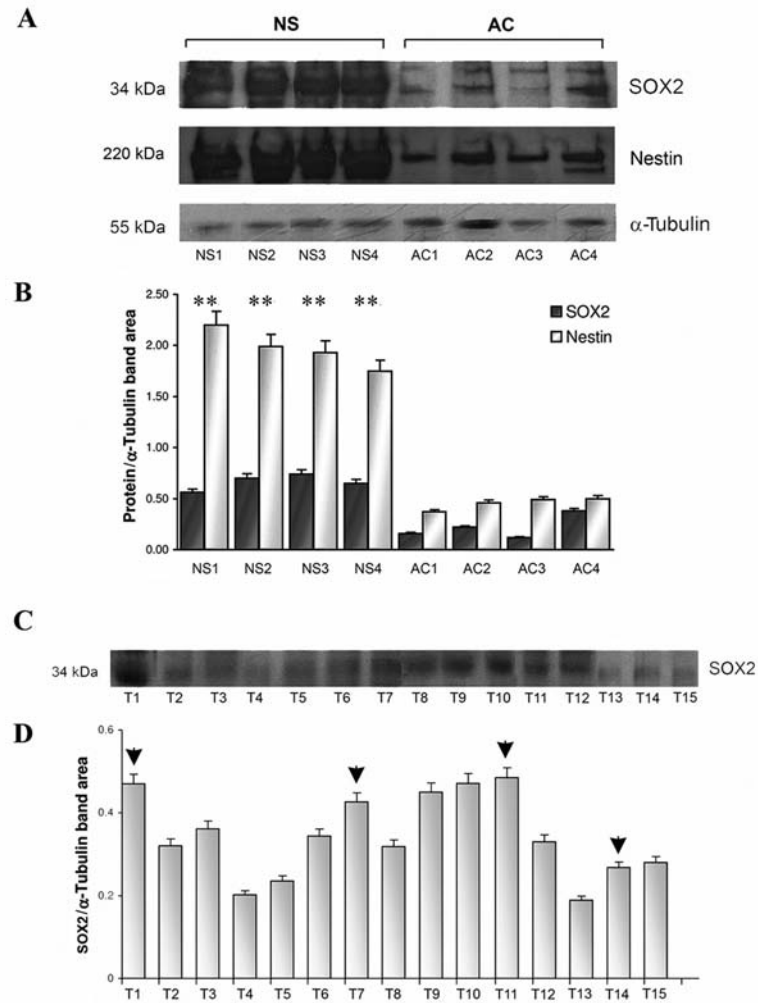 A
NS AC
34 kDa SOX2
220 kDa Nestin
55 kDa α-Tubulin
NS1 NS2 NS3 NS4 AC1 AC2 AC3 AC4
B
** ** ** **
Protein/α-Tubulin band area
2.50
2.00
1.50
1.00
0.50
0.00
SOX2
Nestin
NS1 NS2 NS3 NS4 AC1 AC2 AC3 AC4
C
34 kDa SOX2
T1 T2 T3 T4 T5 T6 T7 T8 T9 T10 T11 T12 T13 T14 T15
D
SOX2/α-Tubulin band area
0.6
0.4
0.2
0
T1 T2 T3 T4 T5 T6 T7 T8 T9 T10 T11 T12 T13 T14 T15